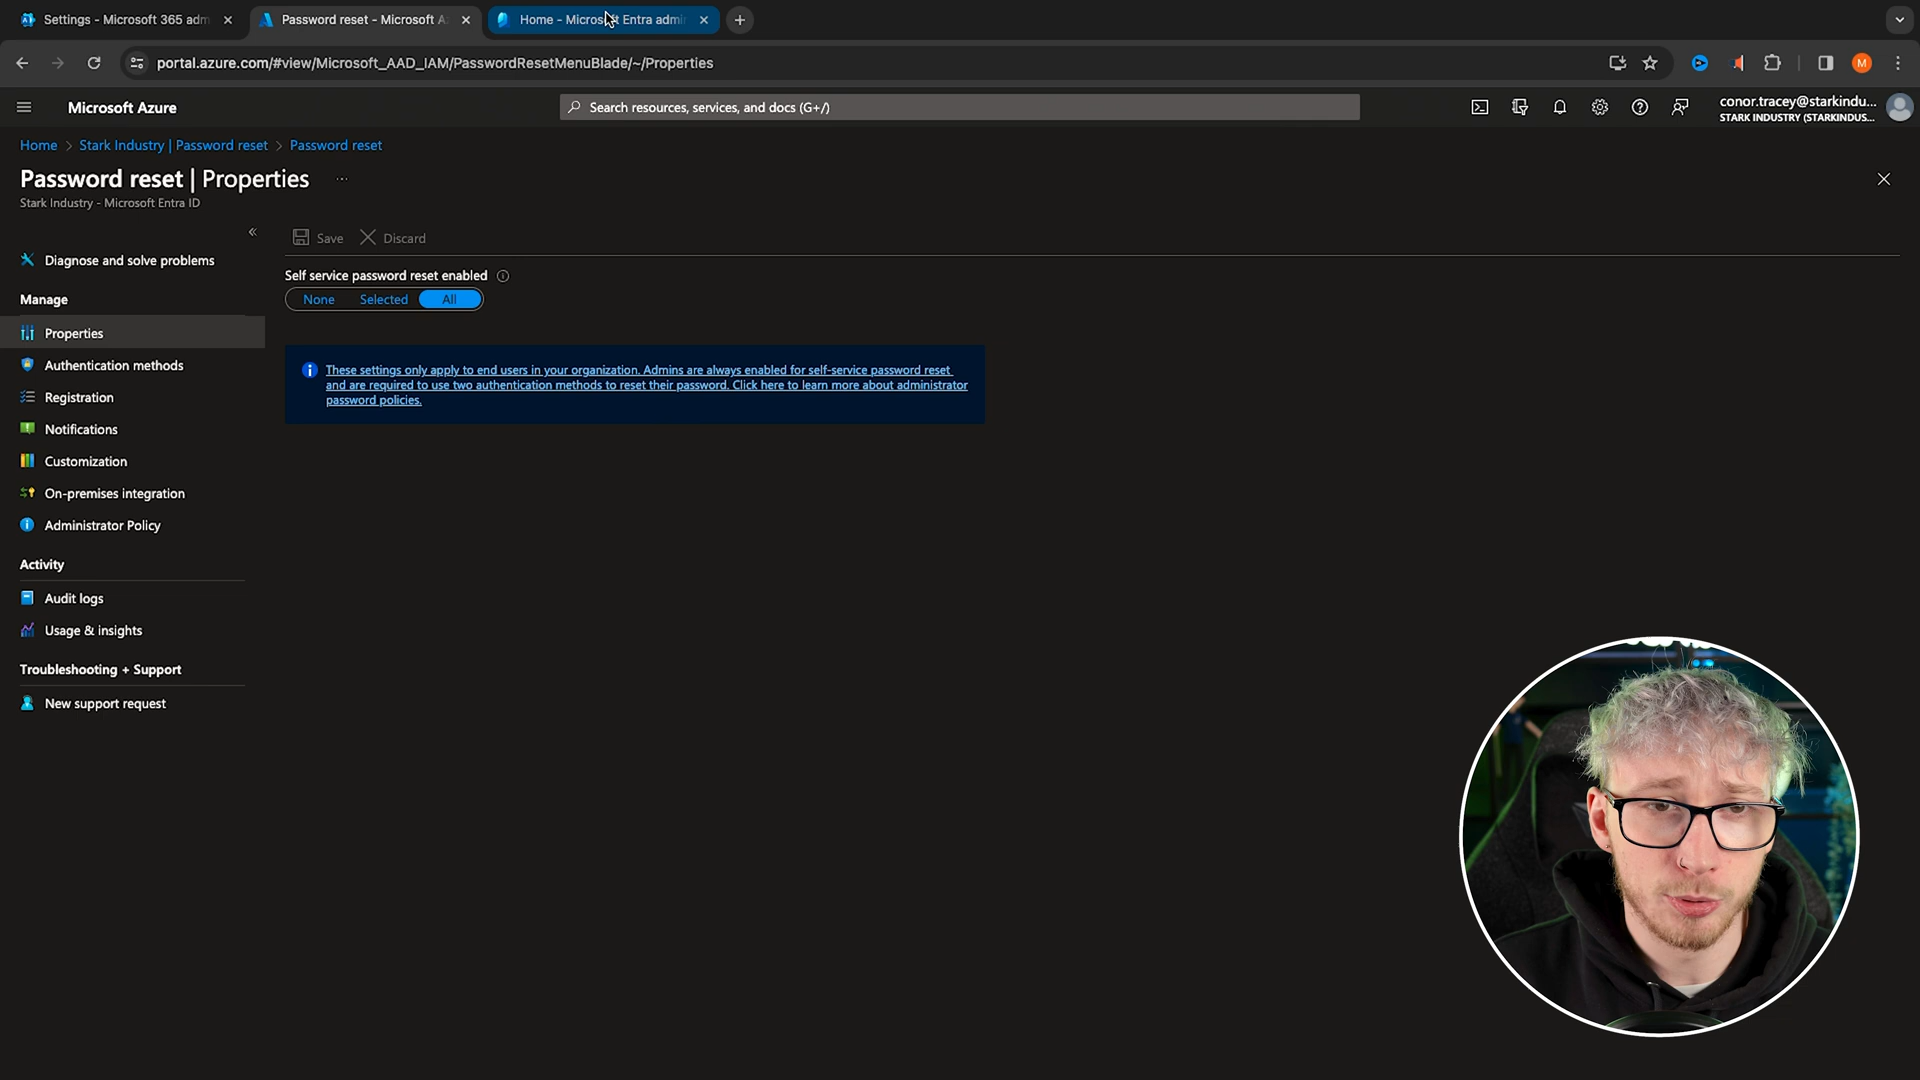 Settings - Microsoft 365 adm
Password reset - Microsoft A
Home - Microsoft Entra admi
portal.azure.com/#view/Microsoft_AAD_IAM/PasswordResetMenuBlade/~/Properties
M
Microsoft Azure
Search resources, services, and docs (G+/)
conor.tracey@starkindu...
STARK INDUSTRY (STARKINDUS...
Home > Stark Industry | Password reset > Password reset
Password reset | Properties ...
Stark Industry - Microsoft Entra ID
Save
Discard
Diagnose and solve problems
Manage
Properties
Authentication methods
Registration
Notifications
Customization
On-premises integration
Administrator Policy
Activity
Audit logs
Usage & insights
Troubleshooting + Support
New support request
Self service password reset enabled
None Selected All
These settings only apply to end users in your organization. Admins are always enabled for self-service password reset
and are required to use two authentication methods to reset their password. Click here to learn more about administrator
password policies.